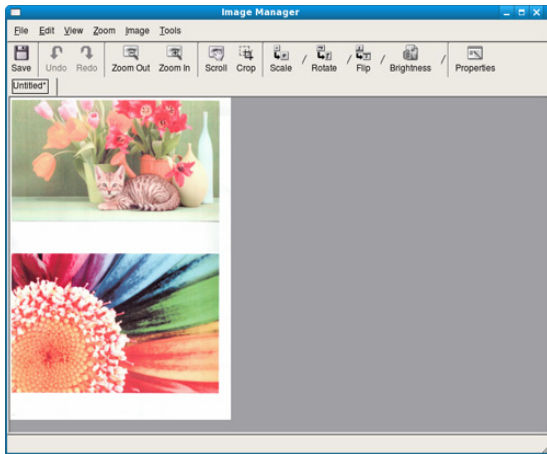 Image Manager
File Edit View Zoom Image Tools
Save Undo Redo Zoom Out Zoom In Scroll Crop Scale / Rotate / Flip / Brightness / Properties
Untitled*